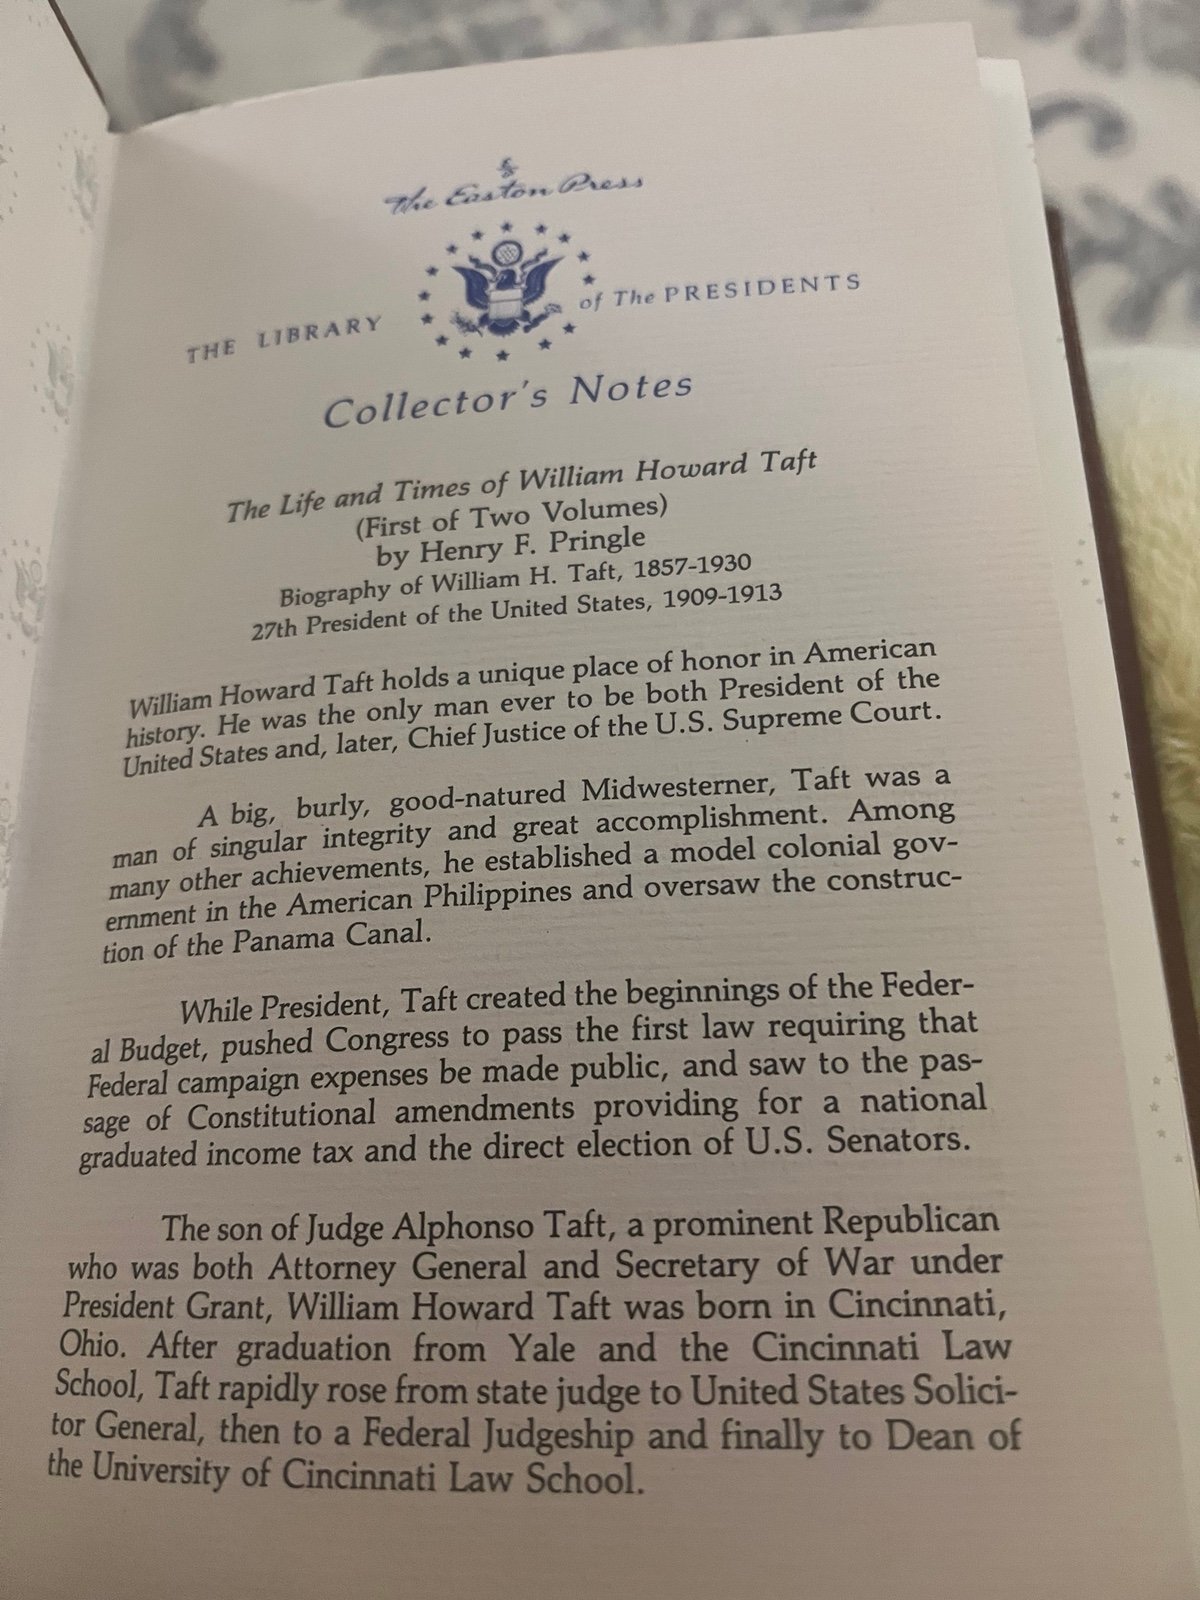 The Easton Press
THE LIBRARY of The PRESIDENTS
Collector's Notes
The Life and Times of William Howard Taft
(First of Two Volumes)
by Henry F. Pringle
Biography of William H. Taft, 1857-1930
27th President of the United States, 1909-1913
William Howard Taft holds a unique place of honor in American
history. He was the only man ever to be both President of the
United States and, later, Chief Justice of the U.S. Supreme Court.
A big, burly, good-natured Midwesterner, Taft was a
man of singular integrity and great accomplishment. Among
many other achievements, he established a model colonial gov-
ernment in the American Philippines and oversaw the construc-
tion of the Panama Canal.
While President, Taft created the beginnings of the Feder-
al Budget, pushed Congress to pass the first law requiring that
Federal campaign expenses be made public, and saw to the pas-
sage of Constitutional amendments providing for a national
graduated income tax and the direct election of U.S. Senators.
The son of Judge Alphonso Taft, a prominent Republican
who was both Attorney General and Secretary of War under
President Grant, William Howard Taft was born in Cincinnati,
Ohio. After graduation from Yale and the Cincinnati Law
School, Taft rapidly rose from state judge to United States Solici-
tor General, then to a Federal Judgeship and finally to Dean of
the University of Cincinnati Law School.